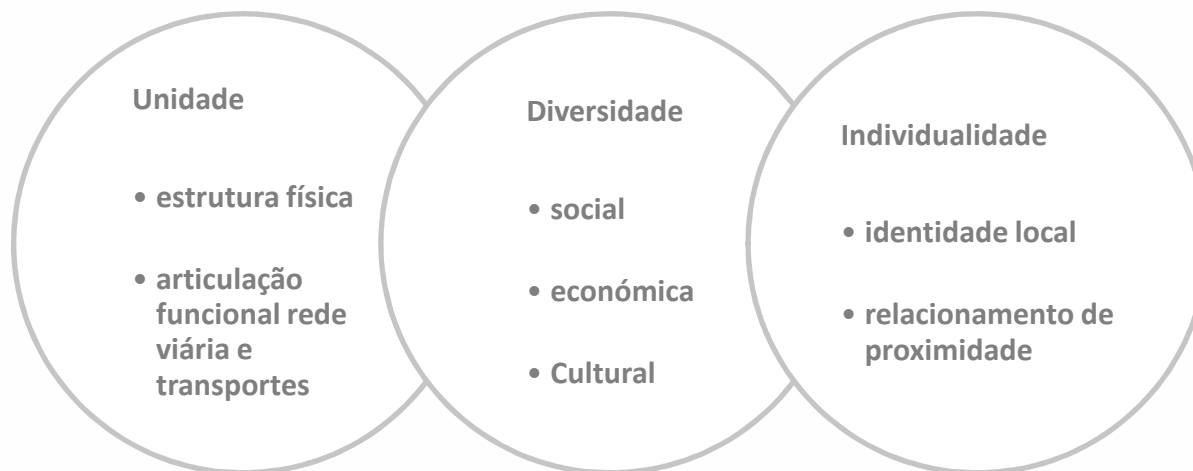 Unidade
• estrutura física
• articulação
funcional rede
viária e
transportes
Diversidade
• social
• económica
• Cultural
Individualidade
• identidade local
• relacionamento de
proximidade